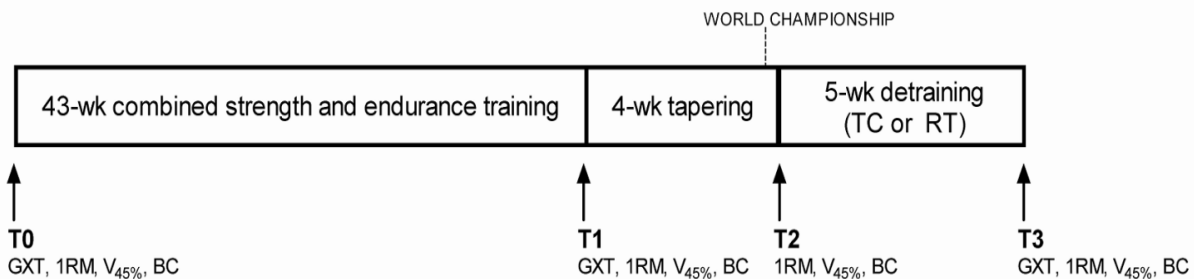 WORLD CHAMPIONSHIP
43-wk combined strength and endurance training
4-wk tapering
5-wk detraining
(TC or RT)
T0
GXT, 1RM, V45%, BC
T1
GXT, 1RM, V45%, BC
T2
1RM, V45%, BC
T3
GXT, 1RM, V45%, BC